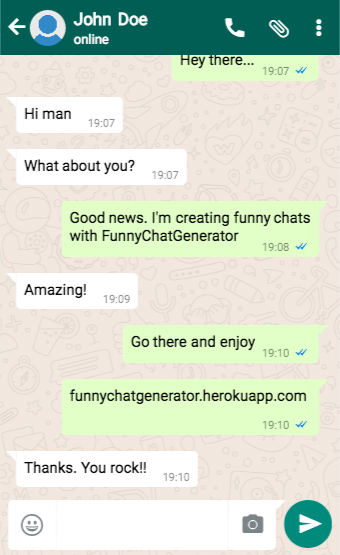 John Doe
online
Hey there...
19:07
Hi man
19:07
What about you?
19:07
Good news. I'm creating funny chats
with FunnyChatGenerator
19:08
Amazing!
19:09
Go there and enjoy
19:10
funnychatgenerator.herokuapp.com
19:10
Thanks. You rock!!
19:10